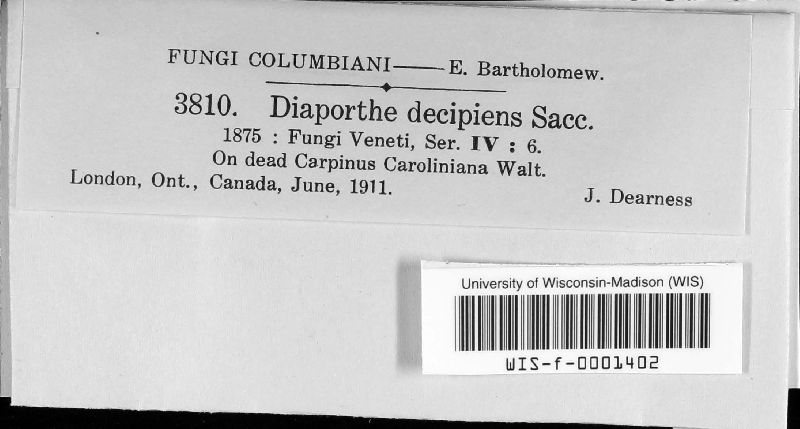 FUNGI COLUMBIANI——E. Bartholomew.
3810. Diaporthe decipiens Sacc.
1875 : Fungi Veneti, Ser. IV : 6.
On dead Carpinus Caroliniana Walt.
London, Ont., Canada, June, 1911.
J. Dearness
University of Wisconsin-Madison (WIS)
WIS-f-0001402